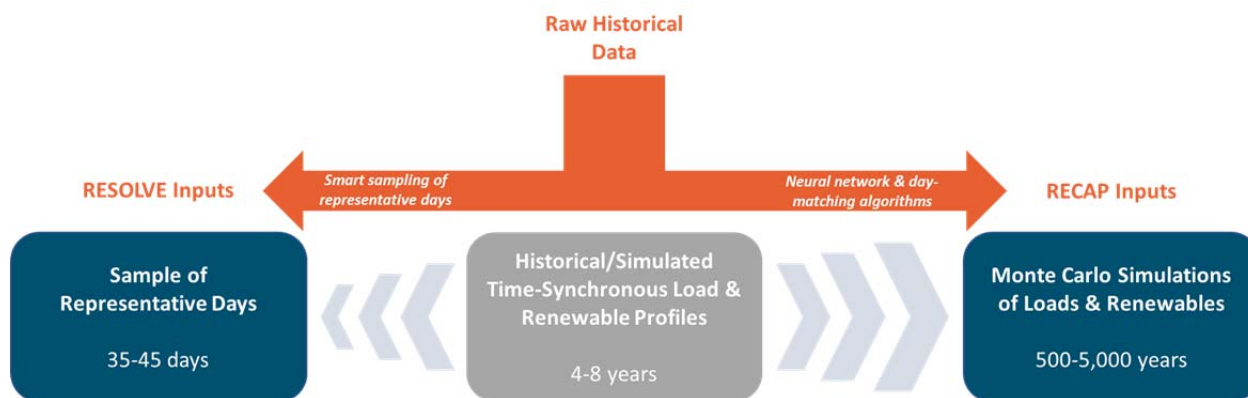 Raw Historical
Data
RESOLVE Inputs
Smart sampling of
representative days
Neural network & day-
matching algorithms
RECAP Inputs
Sample of
Representative Days
35-45 days
Historical/Simulated
Time-Synchronous Load &
Renewable Profiles
4-8 years
Monte Carlo Simulations
of Loads & Renewables
500-5,000 years